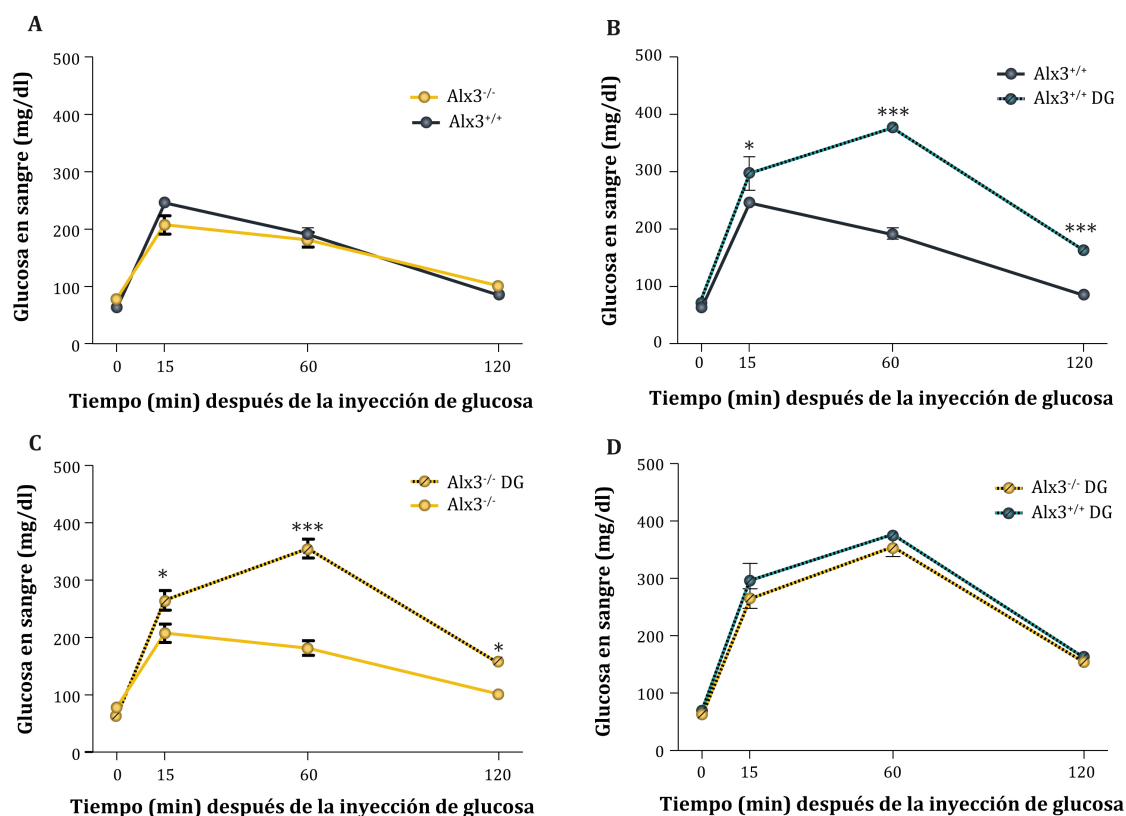 A
Glucosa en sangre (mg/dl)
500
400
300
200
100
0
Alx3-/-
Alx3+/+
0 15 60 120
Tiempo (min) después de la inyección de glucosa
B
Glucosa en sangre (mg/dl)
500
400
300
200
100
0
Alx3+/+
Alx3+/+ DG
*
***
***
0 15 60 120
Tiempo (min) después de la inyección de glucosa
C
Glucosa en sangre (mg/dl)
500
400
300
200
100
0
Alx3-/- DG
Alx3-/-
*
***
*
0 15 60 120
Tiempo (min) después de la inyección de glucosa
D
Glucosa en sangre (mg/dl)
500
400
300
200
100
0
Alx3-/- DG
Alx3+/+ DG
0 15 60 120
Tiempo (min) después de la inyección de glucosa